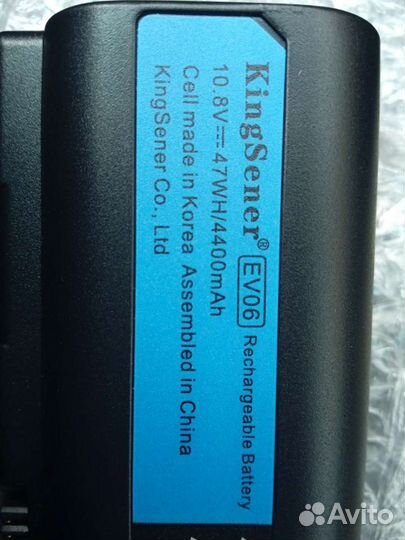 KingSener® EV06 Rechargeable Battery
10.8V⎓47WH/4400mAh
Cell made in Korea Assembled in China
KingSener Co., Ltd
Avito